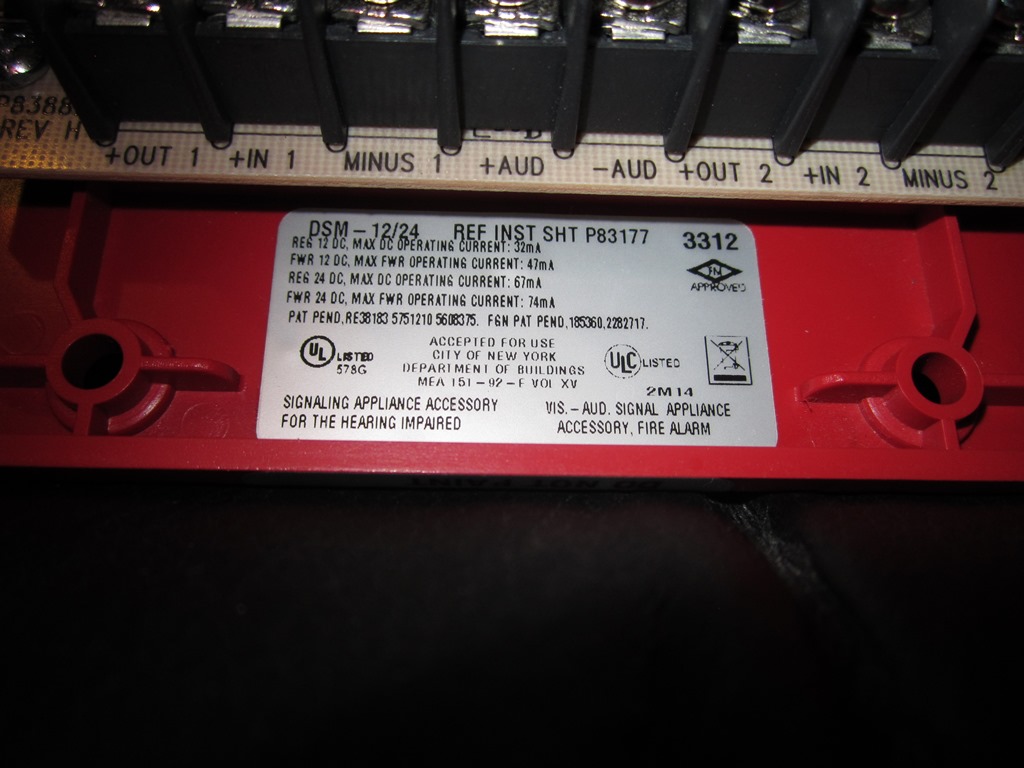 P8388
REV H
+OUT 1 +IN 1 MINUS 1 +AUD -AUD +OUT 2 +IN 2 MINUS 2
DSM - 12/24 REF INST SHT P83177 3312
REG 12 DC, MAX DC OPERATING CURRENT: 32mA
FWR 12 DC, MAX FWR OPERATING CURRENT: 47mA
REG 24 DC, MAX DC OPERATING CURRENT: 67mA
FWR 24 DC, MAX FWR OPERATING CURRENT: 74mA
APPROVED
PAT PEND,RE38183 5751210 5608375. FGN PAT PEND,185360,2282717.
UL LISTED
578G
ACCEPTED FOR USE
CITY OF NEW YORK
DEPARTMENT OF BUILDINGS
MEA 151-92-E VOL XV
ULC LISTED
2M14
SIGNALING APPLIANCE ACCESSORY
FOR THE HEARING IMPAIRED
VIS.-AUD. SIGNAL APPLIANCE
ACCESSORY, FIRE ALARM
DO NOT PAINT